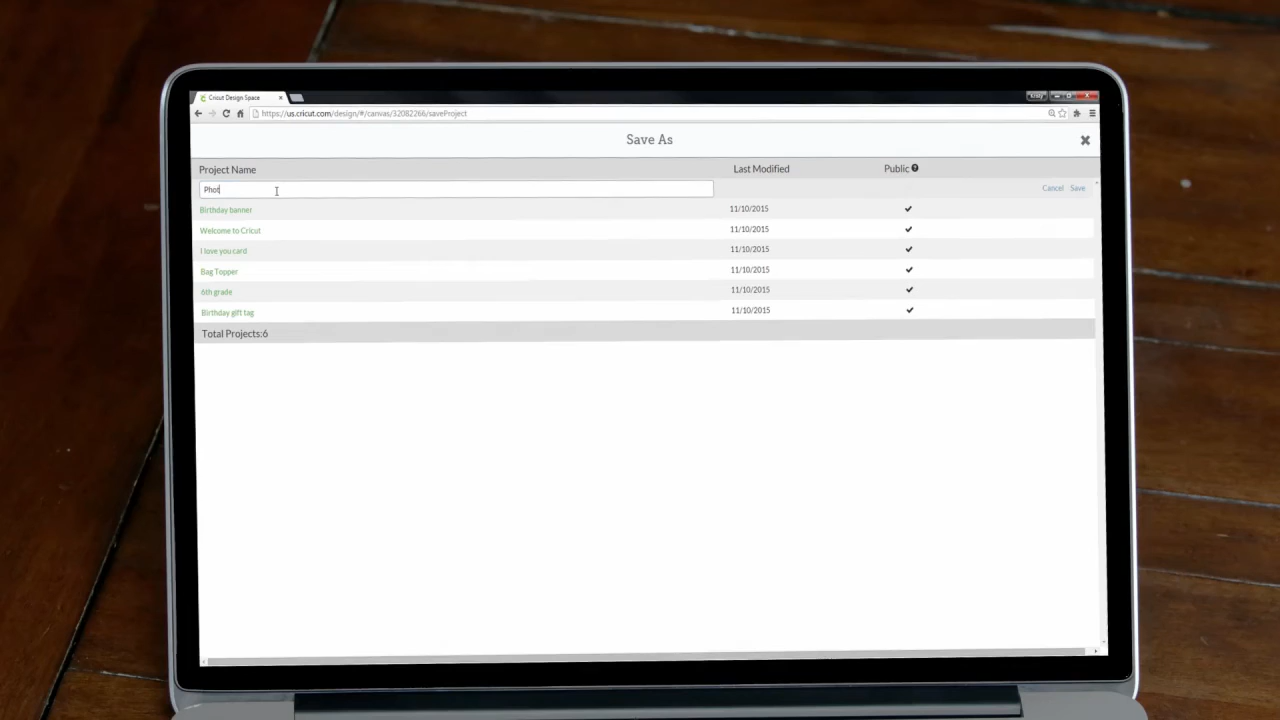 Cricut Design Space
Emily
https://us.cricut.com/design/#/canvas/32082266/saveProject
Save As
Project Name Last Modified Public
Phot Cancel Save
Birthday banner 11/10/2015
Welcome to Cricut 11/10/2015
I love you card 11/10/2015
Bag Topper 11/10/2015
6th grade 11/10/2015
Birthday gift tag 11/10/2015
Total Projects:6